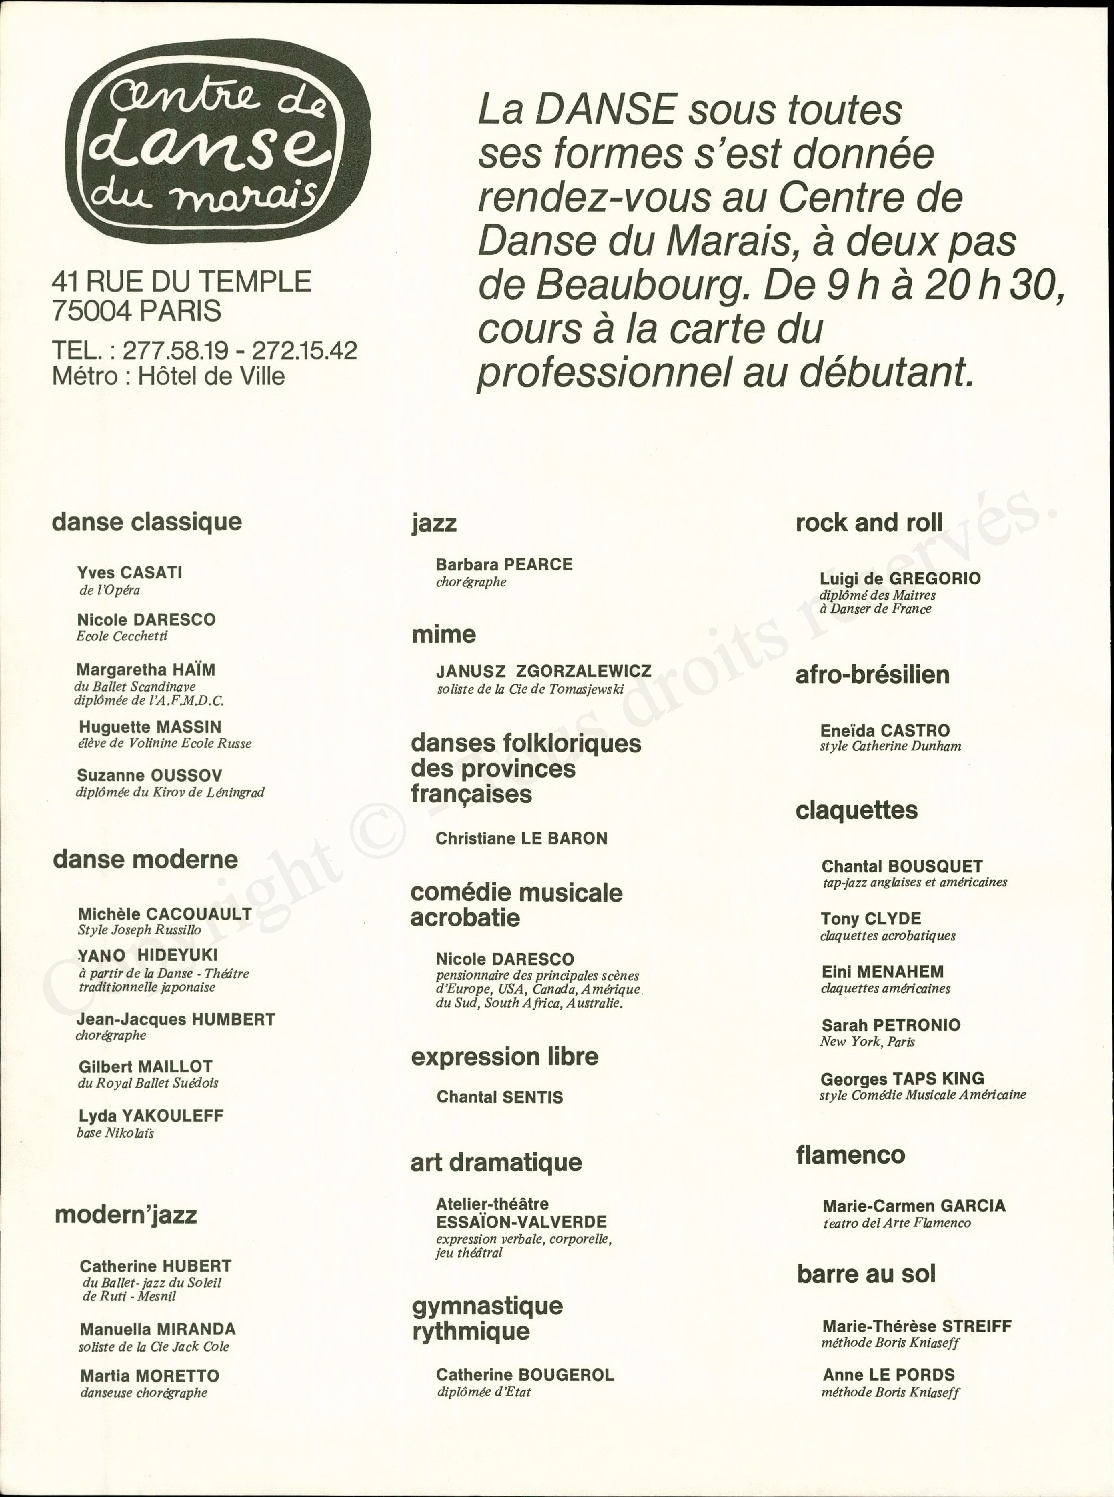 centre de
danse
du marais
41 RUE DU TEMPLE
75004 PARIS
TEL. : 277.58.19 - 272.15.42
Métro : Hôtel de Ville
La DANSE sous toutes
ses formes s'est donnée
rendez-vous au Centre de
Danse du Marais, à deux pas
de Beaubourg. De 9 h à 20 h 30,
cours à la carte du
professionnel au débutant.
danse classique
Yves CASATI
de l'Opéra
Nicole DARESCO
Ecole Cecchetti
Margaretha HAÏM
du Ballet Scandinave
diplômée de l'A.F.M.D.C.
Huguette MASSIN
élève de Volinine Ecole Russe
Suzanne OUSSOV
diplômée du Kirov de Léningrad
danse moderne
Michèle CACOUAULT
Style Joseph Russillo
YANO HIDEYUKI
à partir de la Danse - Théâtre
traditionnelle japonaise
Jean-Jacques HUMBERT
chorégraphe
Gilbert MAILLOT
du Royal Ballet Suédois
Lyda YAKOULEFF
base Nikolaïs
modern'jazz
Catherine HUBERT
du Ballet-jazz du Soleil
de Ruti - Mesnil
Manuella MIRANDA
soliste de la Cie Jack Cole
Martia MORETTO
danseuse chorégraphe
jazz
Barbara PEARCE
chorégraphe
mime
JANUSZ ZGORZALEWICZ
soliste de la Cie de Tomasjewski
danses folkloriques
des provinces
françaises
Christiane LE BARON
comédie musicale
acrobatie
Nicole DARESCO
pensionnaire des principales scènes
d'Europe, USA, Canada, Amérique
du Sud, South Africa, Australie.
expression libre
Chantal SENTIS
art dramatique
Atelier-théâtre
ESSAÏON-VALVERDE
expression verbale, corporelle,
jeu théâtral
gymnastique
rythmique
Catherine BOUGEROL
diplômée d'Etat
rock and roll
Luigi de GREGORIO
diplômé des Maitres
à Danser de France
afro-brésilien
Eneïda CASTRO
style Catherine Dunham
claquettes
Chantal BOUSQUET
tap-jazz anglaises et américaines
Tony CLYDE
claquettes acrobatiques
Eini MENAHEM
claquettes américaines
Sarah PETRONIO
New York, Paris
Georges TAPS KING
style Comédie Musicale Américaine
flamenco
Marie-Carmen GARCIA
teatro del Arte Flamenco
barre au sol
Marie-Thérèse STREIFF
méthode Boris Kniaseff
Anne LE PORDS
méthode Boris Kniaseff
Copyright © - Tous droits réservés.